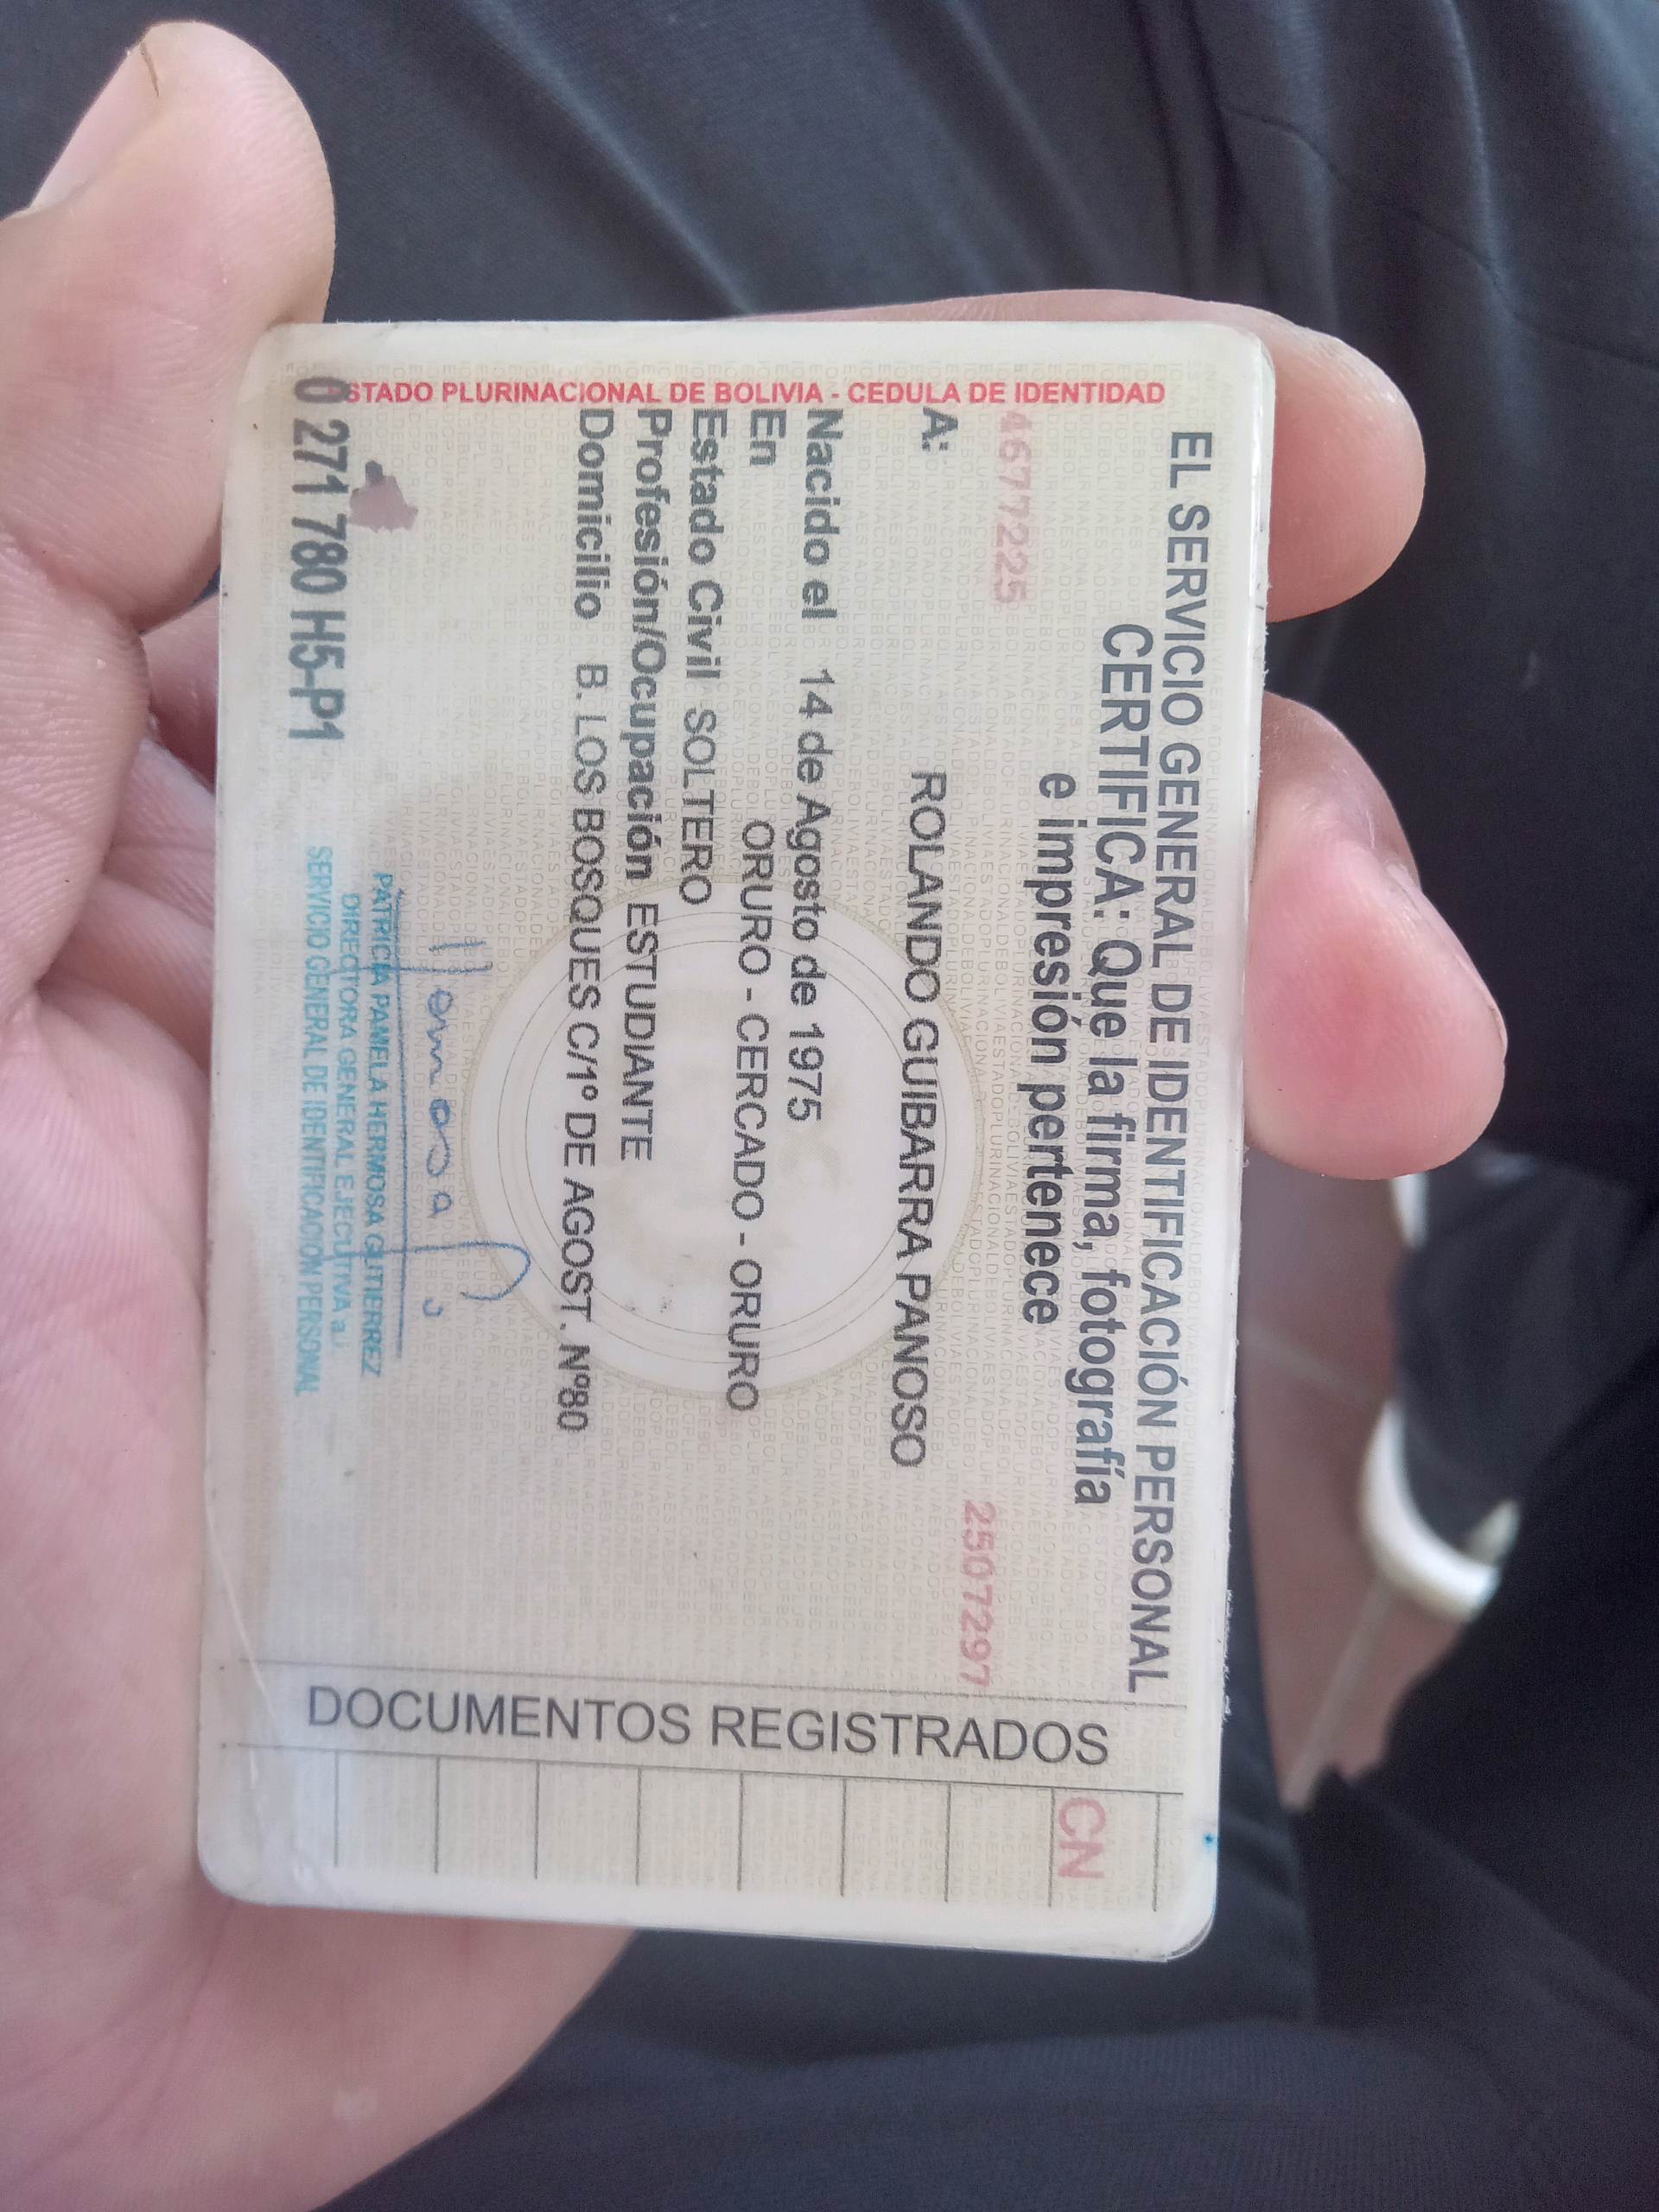 ESTADO PLURINACIONAL DE BOLIVIA - CEDULA DE IDENTIDAD
EL SERVICIO GENERAL DE IDENTIFICACIÓN PERSONAL
CERTIFICA: Que la firma, fotografía
e impresión pertenece
4677225
25072297
A: ROLANDO GUIBARRA PANOSO
Nacido el 14 de Agosto de 1975
En ORURO - CERCADO - ORURO
Estado Civil SOLTERO
Profesión/Ocupación ESTUDIANTE
Domicilio B. LOS BOSQUES C/1º DE AGOST. Nº80
PATRICIA PAMELA HERMOSA GUTIERREZ
DIRECTORA GENERAL EJECUTIVA a.i.
SERVICIO GENERAL DE IDENTIFICACIÓN PERSONAL
0 271 780 H5-P1
DOCUMENTOS REGISTRADOS
CN